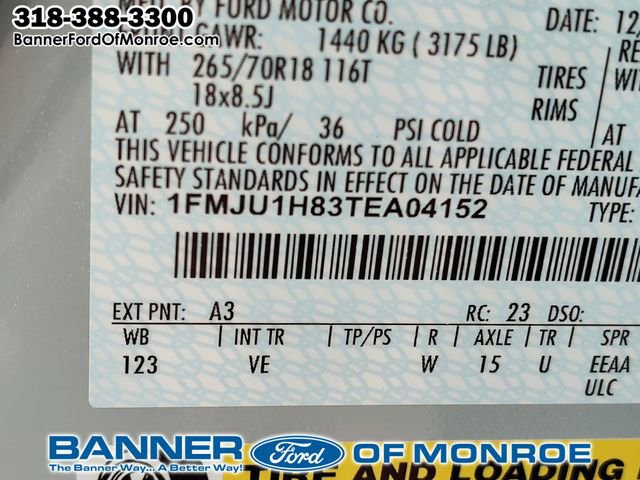 318-388-3300
BannerFordOfMonroe.com
BY FORD MOTOR CO.
DATE: 12/
FRONT GAWR: 1440 KG ( 3175 LB)
WITH 265/70R18 116T TIRES
18x8.5J RIMS
AT 250 kPa/ 36 PSI COLD AT
THIS VEHICLE CONFORMS TO ALL APPLICABLE FEDERAL
SAFETY STANDARDS IN EFFECT ON THE DATE OF MANUFA
VIN: 1FMJU1H83TEA04152 TYPE:
EXT PNT: A3 RC: 23 DSO:
WB | INT TR | TP/PS | R | AXLE | TR | SPR
123 VE W 15 U EEAA
ULC
BANNER Ford OF MONROE
The Banner Way... A Better Way!
TIRE AND LOADING